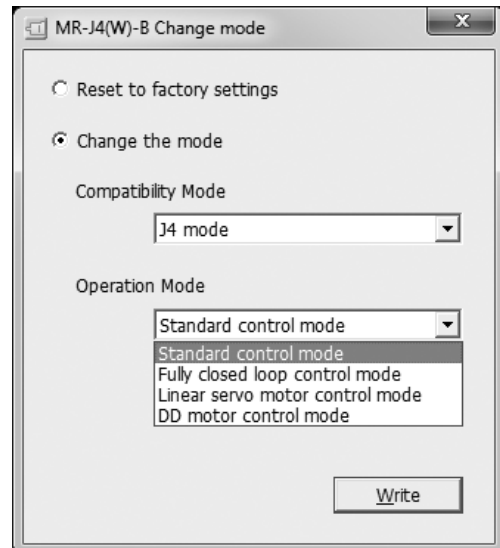 MR-J4(W)-B Change mode
x
Reset to factory settings
Change the mode
Compatibility Mode
J4 mode
Operation Mode
Standard control mode
Standard control mode
Fully closed loop control mode
Linear servo motor control mode
DD motor control mode
Write